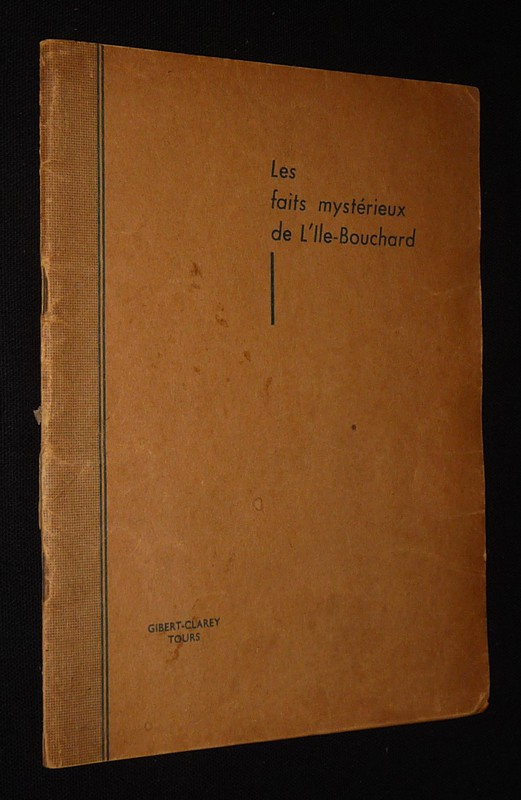 Les
faits mystérieux
de L'Ile-Bouchard
GIBERT-CLAREY
TOURS